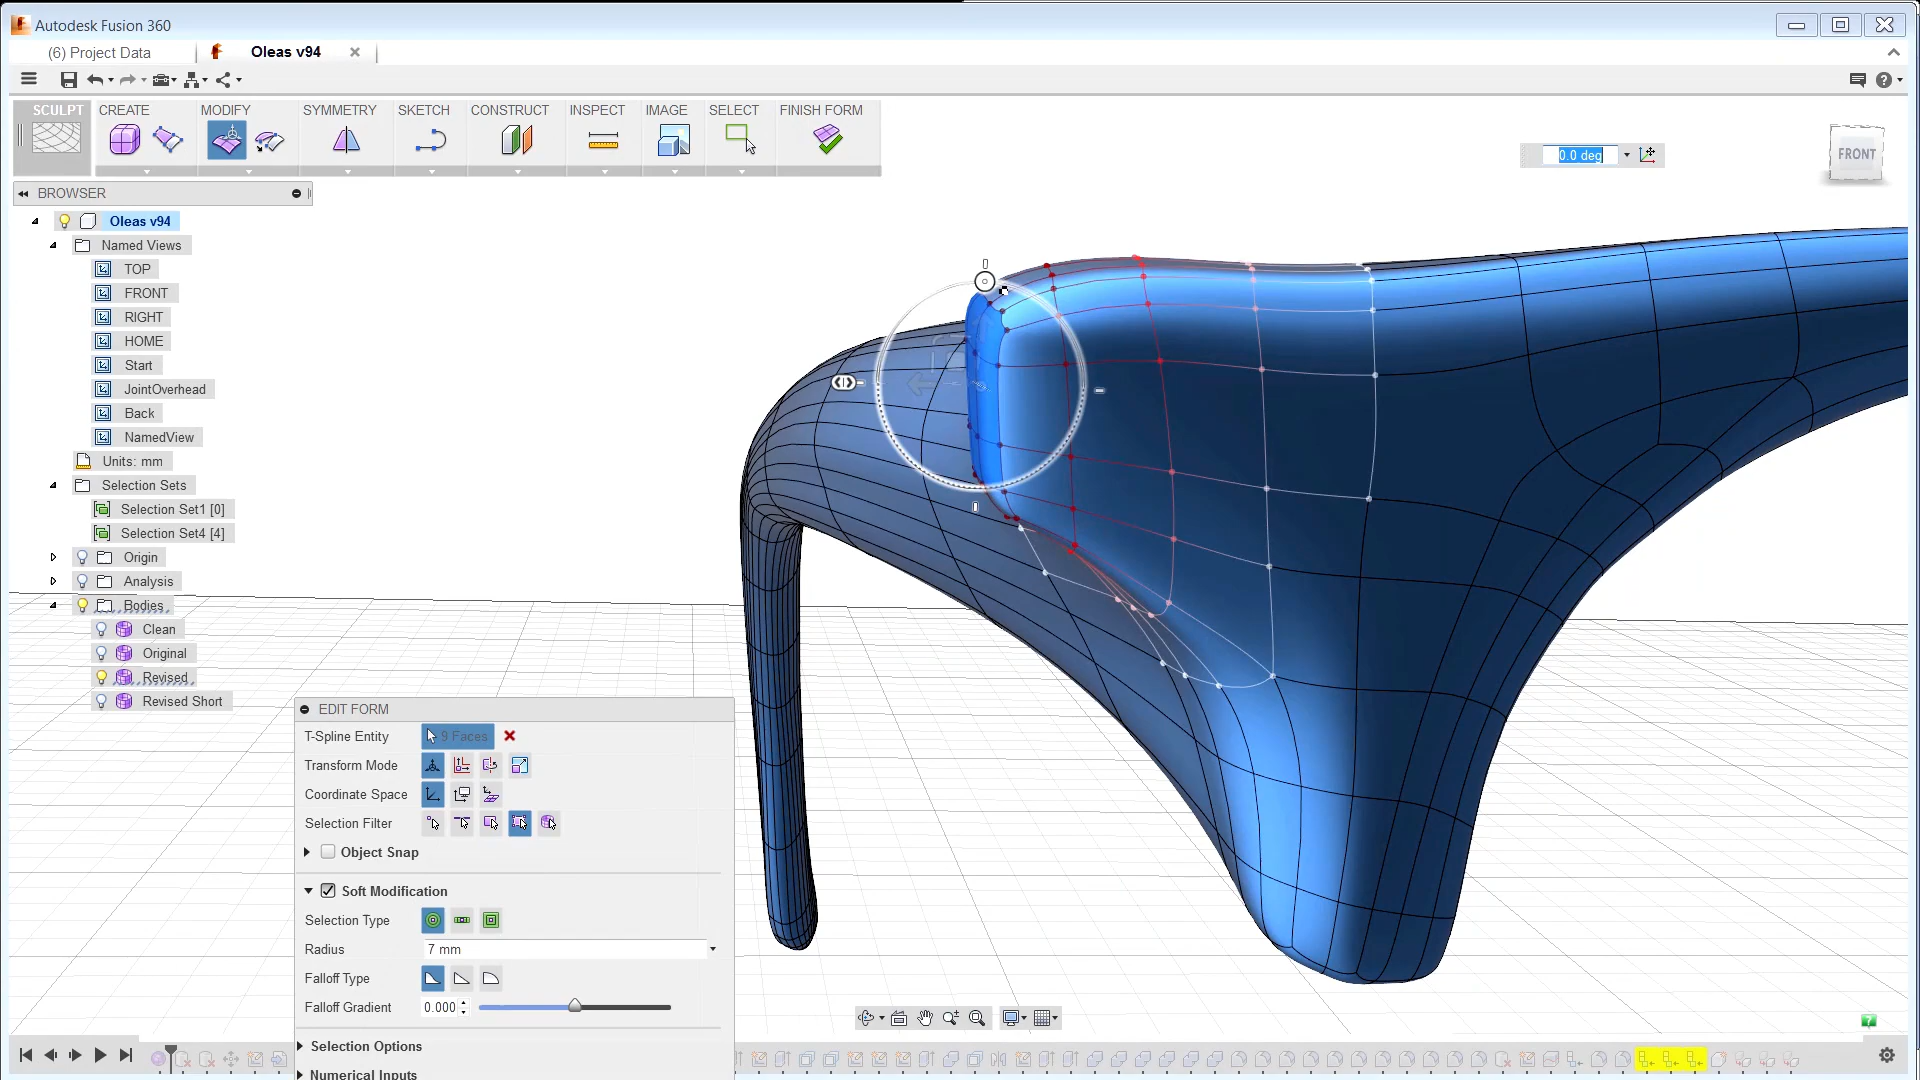 Autodesk Fusion 360
(6) Project Data
Oleas v94
SCULPT CREATE MODIFY SYMMETRY SKETCH CONSTRUCT INSPECT IMAGE SELECT FINISH FORM
0.0 deg
FRONT
BROWSER
Oleas v94
Named Views
TOP
FRONT
RIGHT
HOME
Start
JointOverhead
Back
NamedView
Units: mm
Selection Sets
Selection Set1 [0]
Selection Set4 [4]
Origin
Analysis
Bodies
Clean
Original
Revised
Revised Short
EDIT FORM
T-Spline Entity 9 Faces
Transform Mode
Coordinate Space
Selection Filter
Object Snap
Soft Modification
Selection Type
Radius 7 mm
Falloff Type
Falloff Gradient 0.000
Selection Options
Numerical Inputs